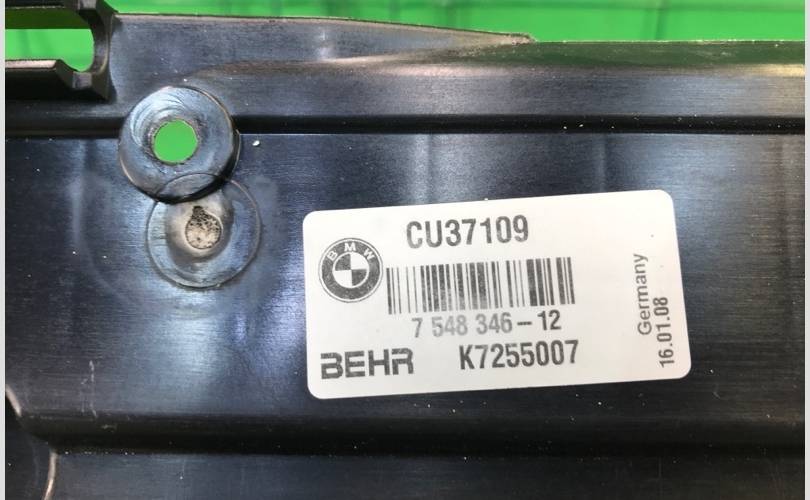 CU37109
BMW
7 548 346-12
BEHR K7255007
Germany
16.01.08